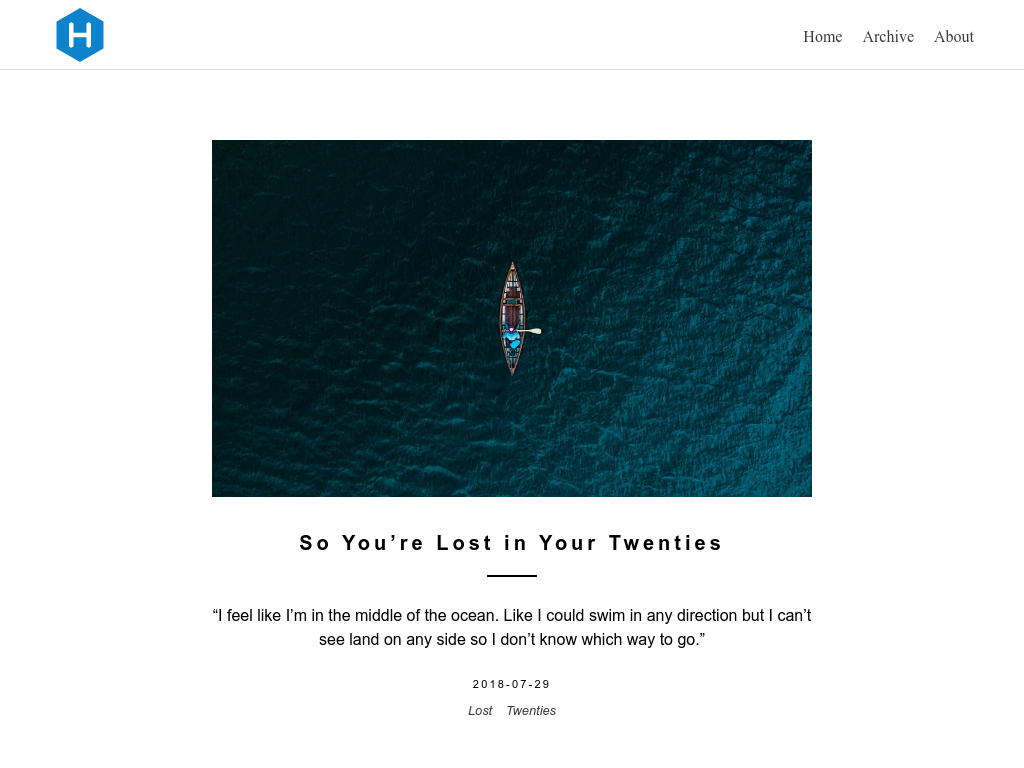 H
Home Archive About
So You’re Lost in Your Twenties
“I feel like I’m in the middle of the ocean. Like I could swim in any direction but I can’t
see land on any side so I don’t know which way to go.”
2018-07-29
Lost Twenties